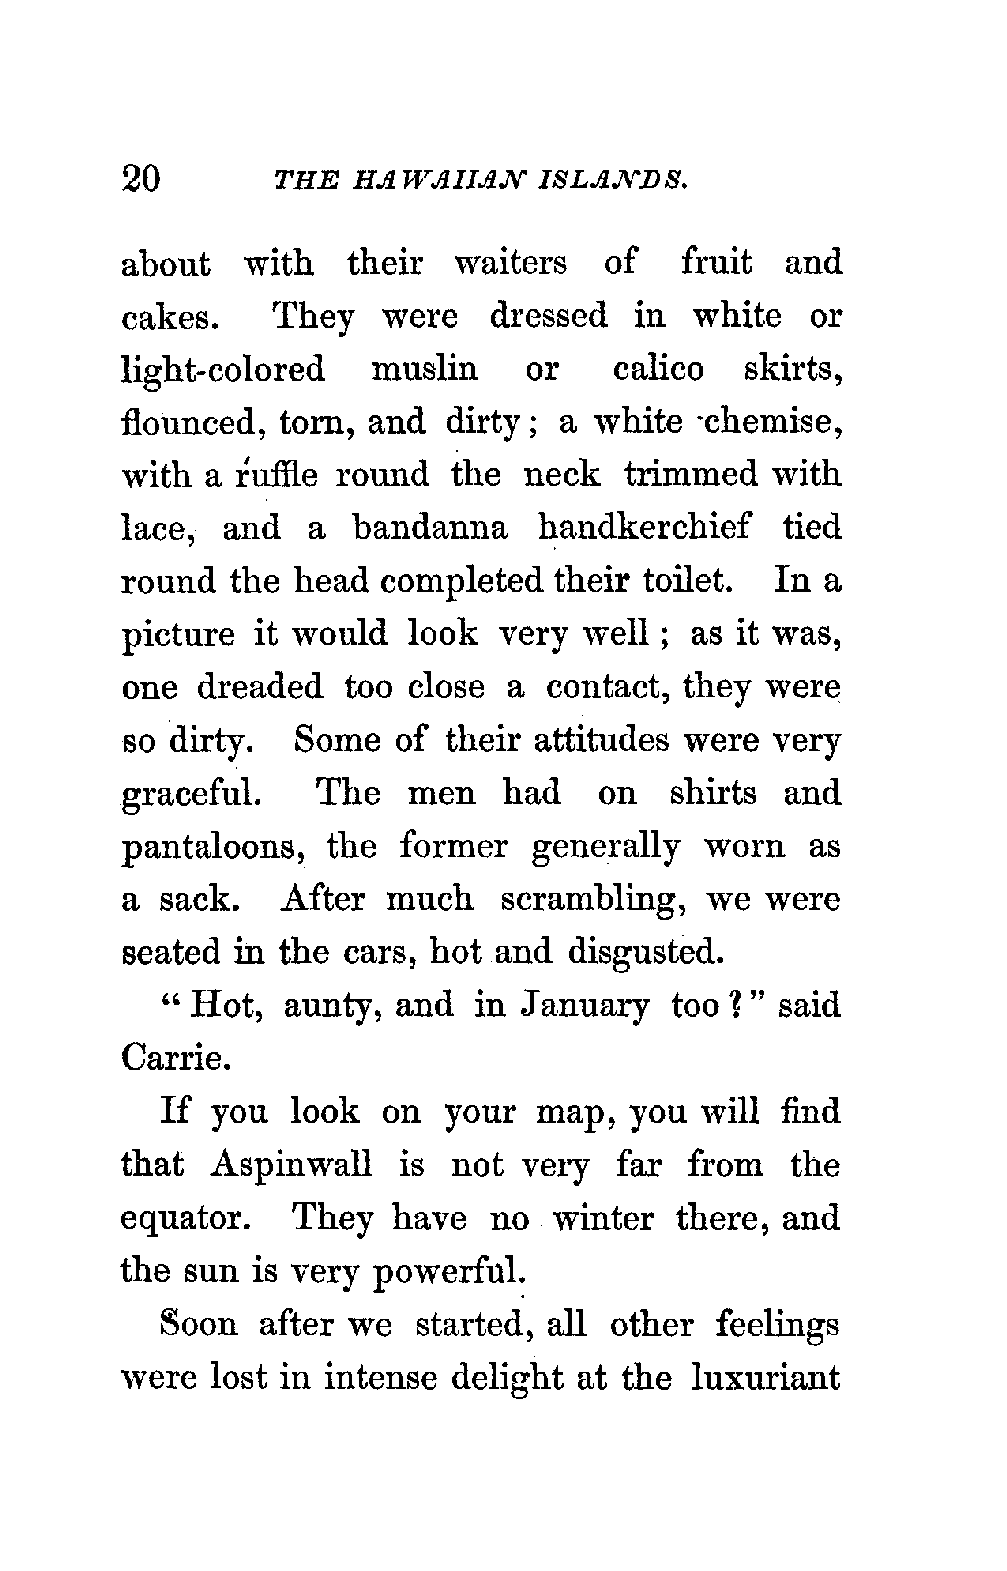 20 THE HAWAIIAN ISLANDS.
about with their waiters of fruit and
cakes. They were dressed in white or
light-colored muslin or calico skirts,
flounced, torn, and dirty; a white chemise,
with a ruffle round the neck trimmed with
lace, and a bandanna handkerchief tied
round the head completed their toilet. In a
picture it would look very well; as it was,
one dreaded too close a contact, they were
so dirty. Some of their attitudes were very
graceful. The men had on shirts and
pantaloons, the former generally worn as
a sack. After much scrambling, we were
seated in the cars, hot and disgusted.
"Hot, aunty, and in January too?" said
Carrie.
If you look on your map, you will find
that Aspinwall is not very far from the
equator. They have no winter there, and
the sun is very powerful.
Soon after we started, all other feelings
were lost in intense delight at the luxuriant